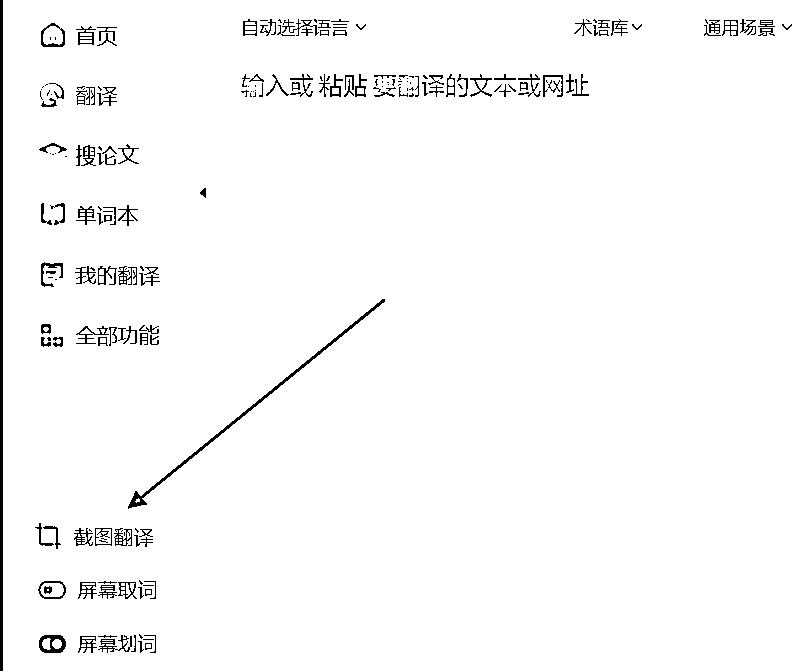 首页
翻译
搜论文
单词本
我的翻译
全部功能
截图翻译
屏幕取词
屏幕划词
自动选择语言 术语库 通用场景
输入或 粘贴 要翻译的文本或网址